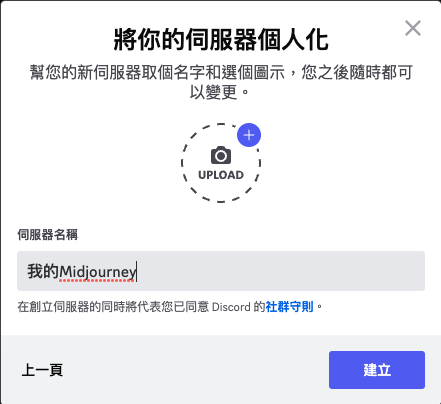 將你的伺服器個人化
幫您的新伺服器取個名字和選個圖示，您之後隨時都可
以變更。
UPLOAD
伺服器名稱
我的Midjourney
在創立伺服器的同時將代表您已同意 Discord 的社群守則。
上一頁
建立